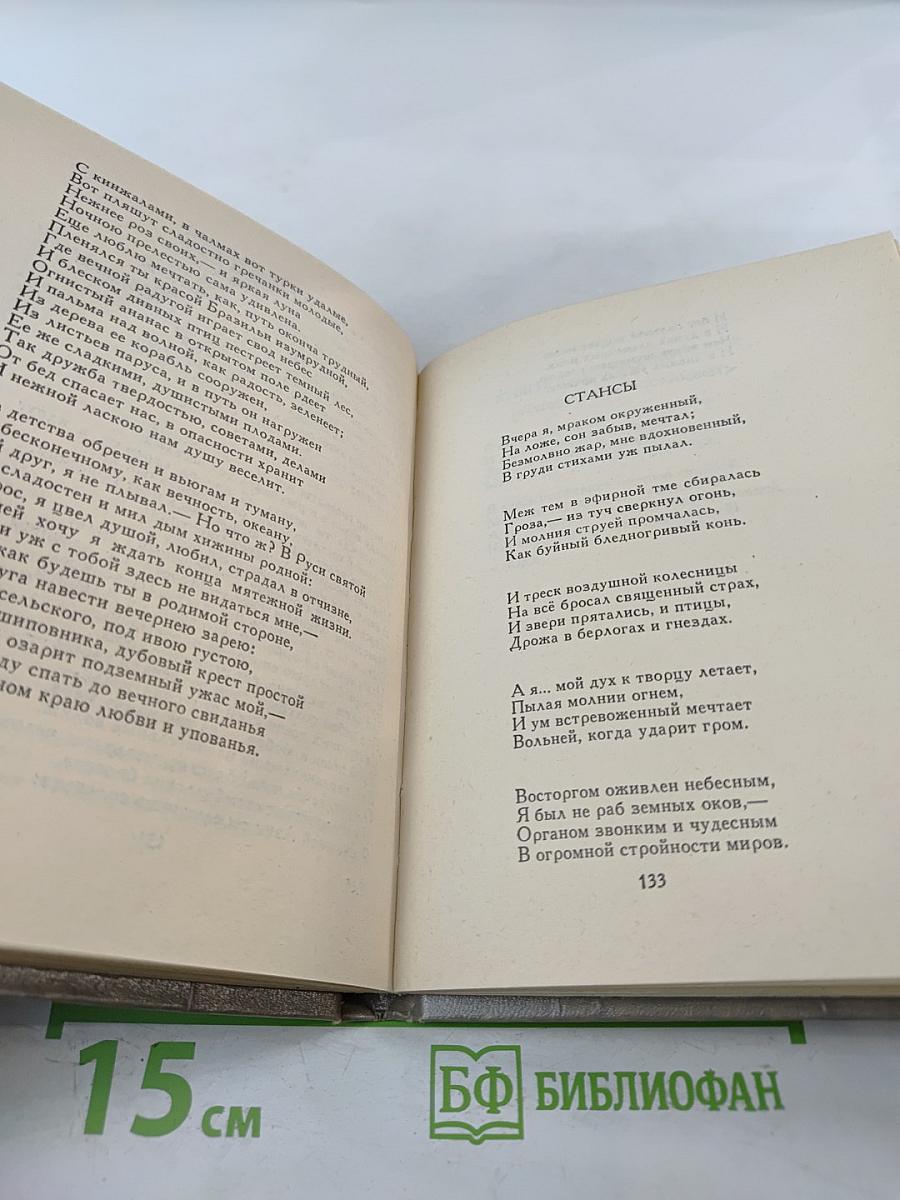 С кинжалами, в чалмах вот турки удалые,
Вот пляшут сладостно гречанки молодые,
Нежнее роз своих,— и яркая луна
Ночною прелестью сама удивлена.
Еще люблю мечтать, как, путь оконча трудный,
Пленялся ты красой Бразильи изумрудной,
Где вечной радугой играет свод небес
И блеском дивных птиц пестреет темный лес,
Огнистый ананас в открытом поле рдеет
И пальма над волной, как радость, зеленеет;
Из дерева ее корабль сооружен,
Из листьев паруса, и в путь он нагружен
Ее же сладкими, душистыми плодами.
Так дружба твердостью, советами, делами
От бед спасает нас, в опасности хранит
И нежной ласкою нам душу веселит.
детства обречен и вьюгам и туману,
бесконечному, как вечность, океану,
друг, я не плывал.— Но что ж? В Руси святой
сладостен и мил дым хижины родной:
рос, я цвел душой, любил, страдал в отчизне,
ней хочу я ждать конца мятежной жизни.
и уж с тобой здесь не видаться мне,—
как будешь ты в родимой стороне,
уга навести вечернею зарею:
сельского, под ивою густою,
шиповника, дубовый крест простой
озарит подземный ужас мой,—
ду спать до вечного свиданья
ном краю любви и упованья.
СТАНСЫ
Вчера я, мраком окруженный,
На ложе, сон забыв, мечтал;
Безмолвно жар, мне вдохновенный,
В груди стихами уж пылал.
Меж тем в эфирной тме сбиралась
Гроза,— из туч сверкнул огонь,
И молния струей промчалась,
Как буйный бледногривый конь.
И треск воздушной колесницы
На всё бросал священный страх,
И звери прятались, и птицы,
Дрожа в берлогах и гнездах.
А я... мой дух к творцу летает,
Пылая молнии огнем,
И ум встревоженный мечтает
Вольней, когда ударит гром.
Восторгом оживлен небесным,
Я был не раб земных оков,—
Органом звонким и чудесным
В огромной стройности миров.
133
15 см
БФ БИБЛИОФАН